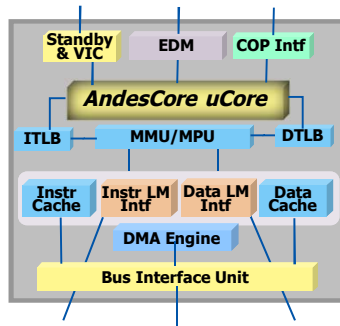 Standby
& VIC
EDM
COP Intf
AndesCore uCore
ITLB
MMU/MPU
DTLB
Instr
Cache
Instr LM
Intf
Data LM
Intf
Data
Cache
DMA Engine
Bus Interface Unit